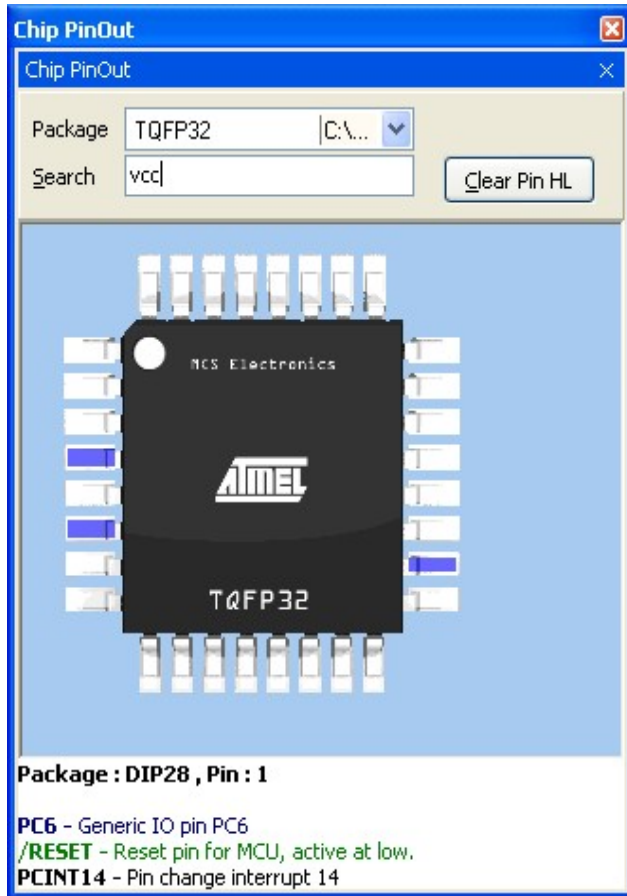 Chip PinOut
Chip PinOut
Package TQFP32 C:\...
Search vcc Clear Pin HL
MCS Electronics
ATMEL
TQFP32
Package : DIP28 , Pin : 1
PC6 - Generic IO pin PC6
/RESET - Reset pin for MCU, active at low.
PCINT14 - Pin change interrupt 14